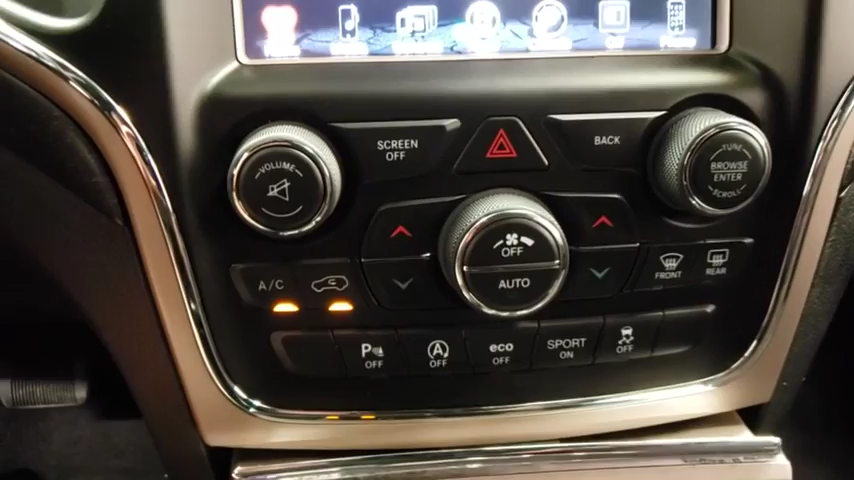 SCREEN
OFF
BACK
VOLUME
TUNE
BROWSE
ENTER
SCROLL
OFF
AUTO
A/C
FRONT
REAR
P
OFF
A
OFF
eco
OFF
SPORT
ON
OFF